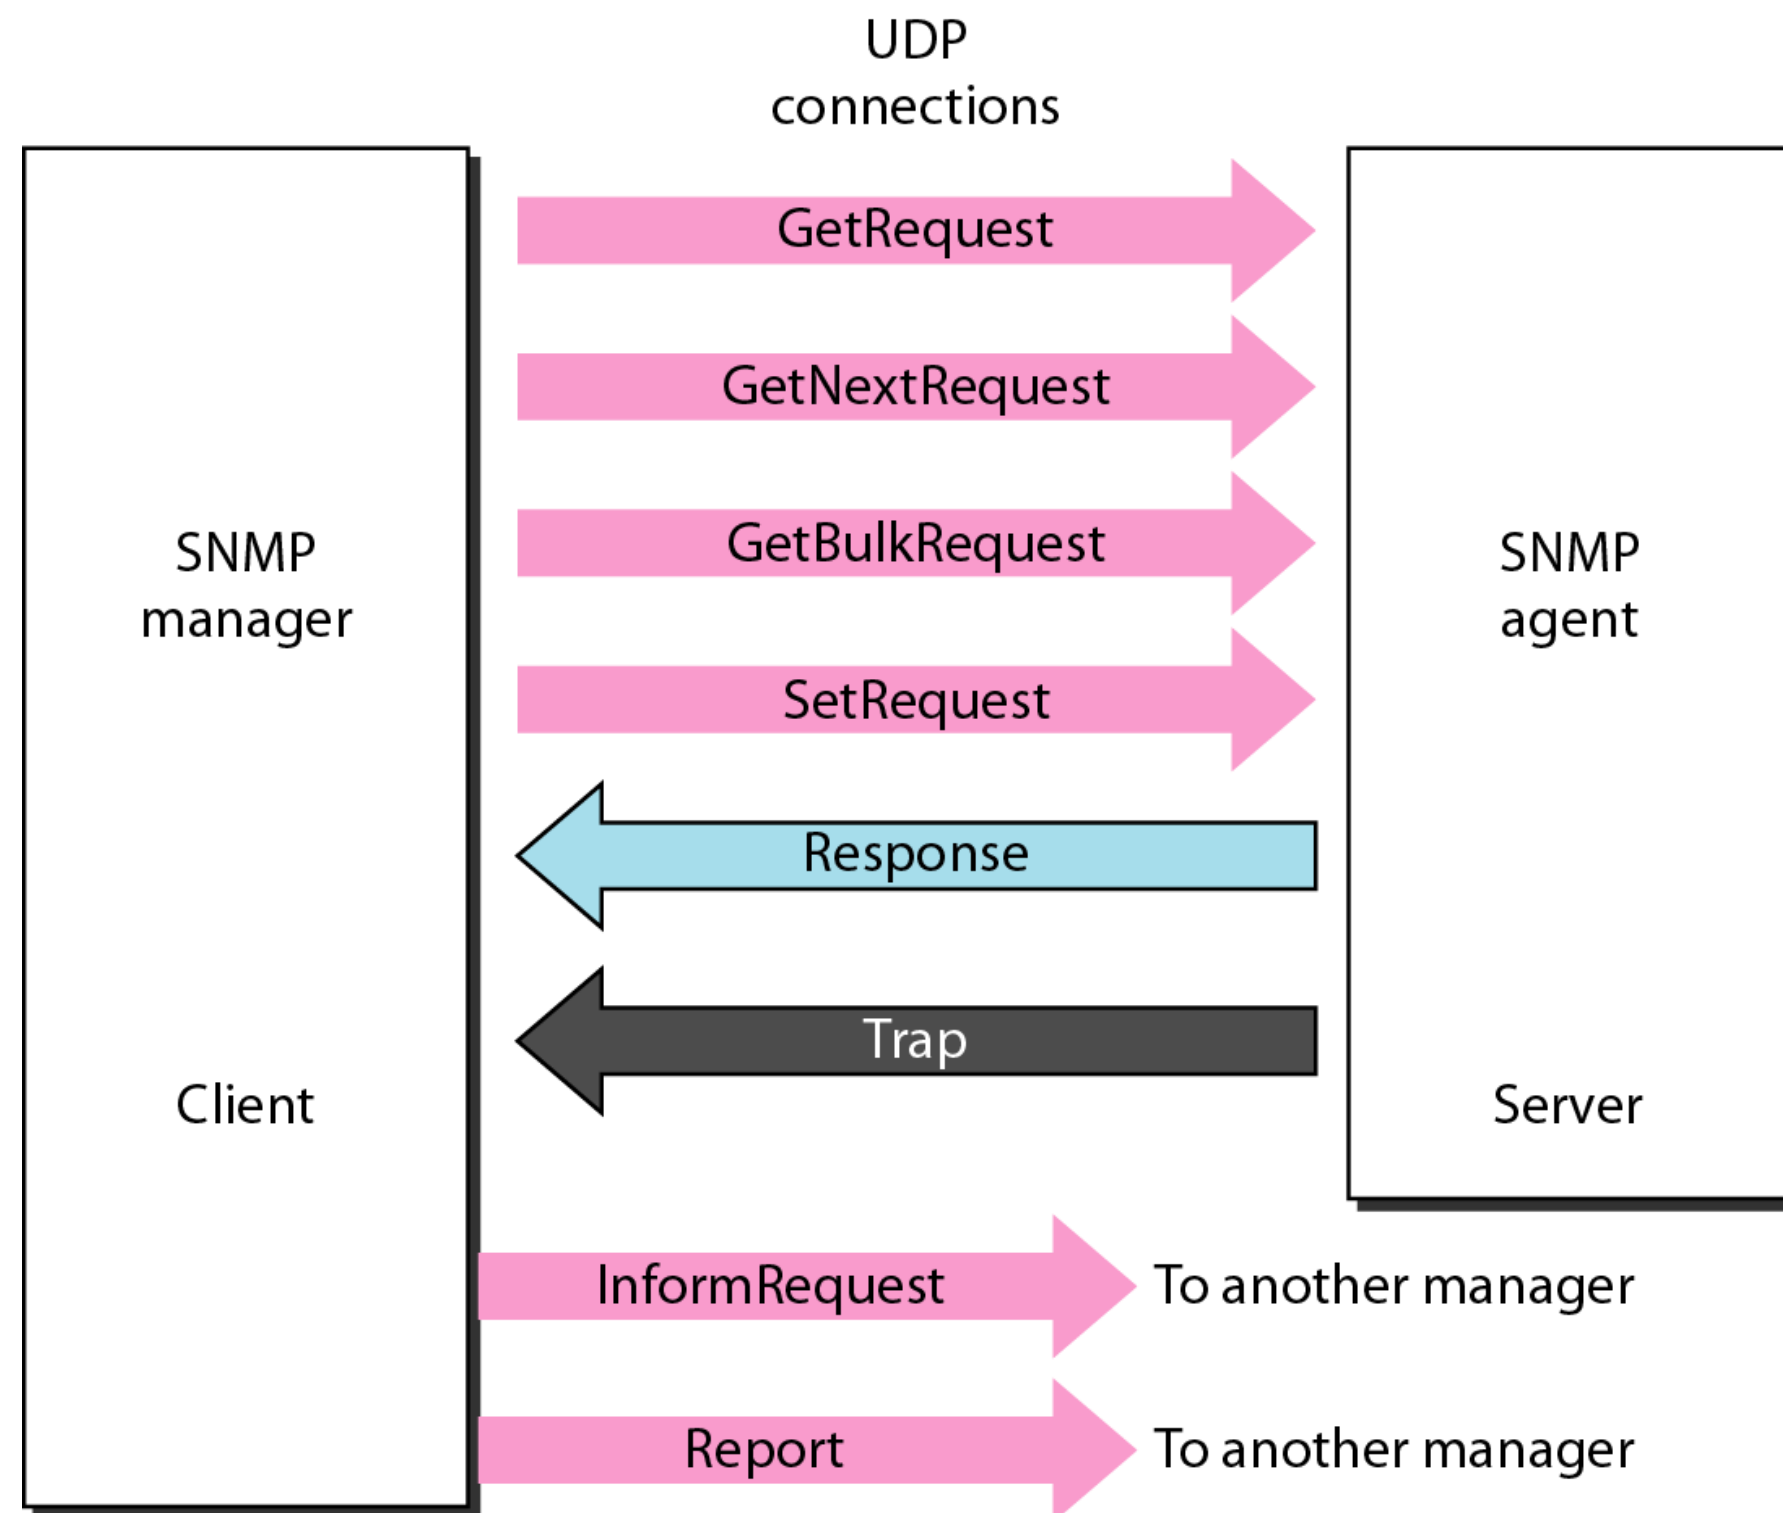 UDP
connections
GetRequest
GetNextRequest
GetBulkRequest
SNMP
manager
SNMP
agent
SetRequest
Response
Trap
Client
Server
InformRequest
To another manager
Report
To another manager